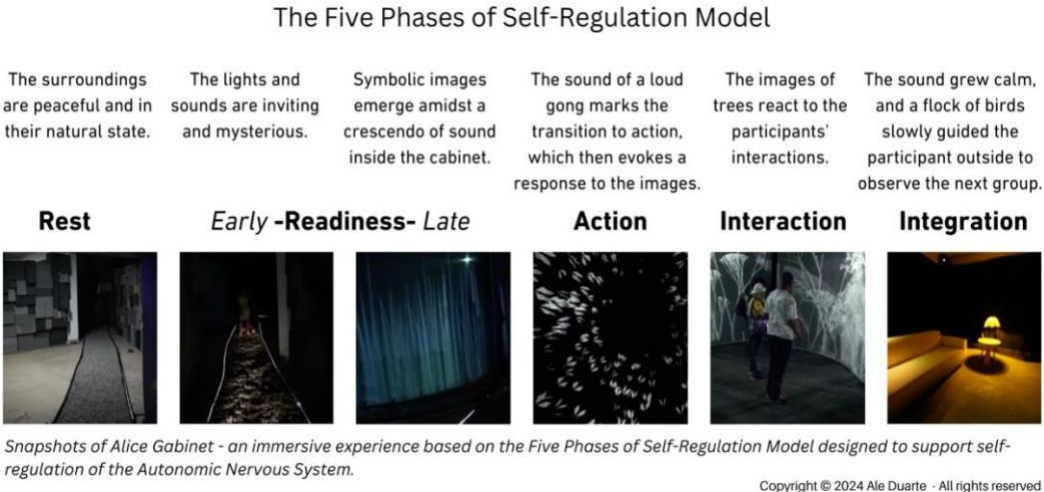 The Five Phases of Self-Regulation Model
The surroundings
are peaceful and in
their natural state.
The lights and
sounds are inviting
and mysterious.
Symbolic images
emerge amidst a
crescendo of sound
inside the cabinet.
The sound of a loud
gong marks the
transition to action,
which then evokes a
response to the images.
The images of
trees react to the
participants'
interactions.
The sound grew calm,
and a flock of birds
slowly guided the
participant outside to
observe the next group.
Rest
Early -Readiness- Late
Action
Interaction
Integration
Snapshots of Alice Gabinet - an immersive experience based on the Five Phases of Self-Regulation Model designed to support self-
regulation of the Autonomic Nervous System.
Copyright © 2024 Ale Duarte - All rights reserved